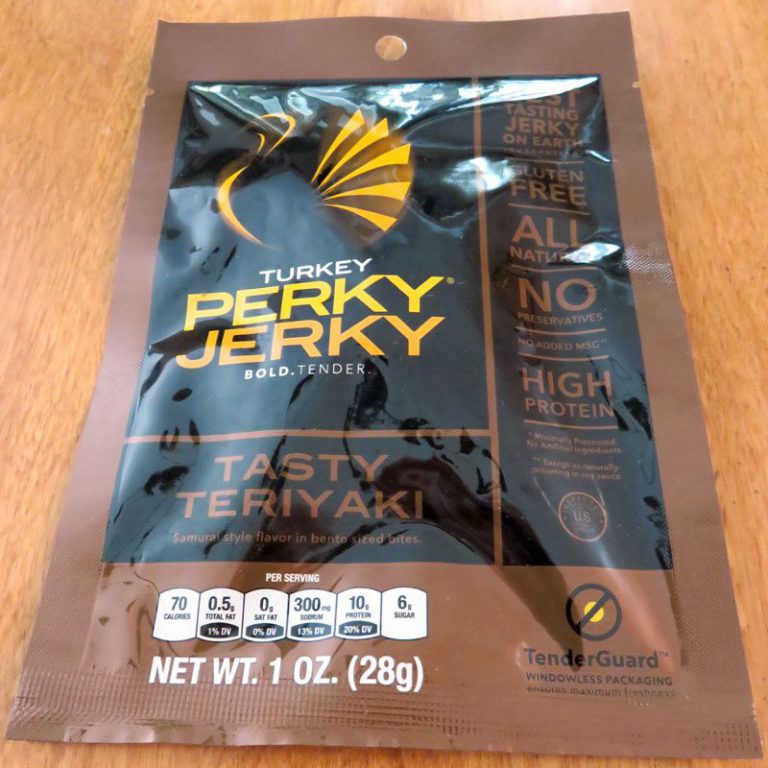 TURKEY
PERKY®
JERKY
BOLD.TENDER.
TASTY
TERIYAKI
Samurai style flavor in bento sized bites.
TASTING
JERKY
ON EARTH
GLUTEN
FREE
ALL
NATURAL*
NO
PRESERVATIVES
NO ADDED MSG**
HIGH
PROTEIN
* Minimally Processed.
No Artificial Ingredients
** Except as naturally
occurring in soy sauce
US
PER SERVING
70 CALORIES
0.5g TOTAL FAT 1% DV
0g SAT FAT 0% DV
300mg SODIUM 13% DV
10g PROTEIN 20% DV
6g SUGAR
NET WT. 1 OZ. (28g)
TenderGuard™
WINDOWLESS PACKAGING
ensures maximum freshness